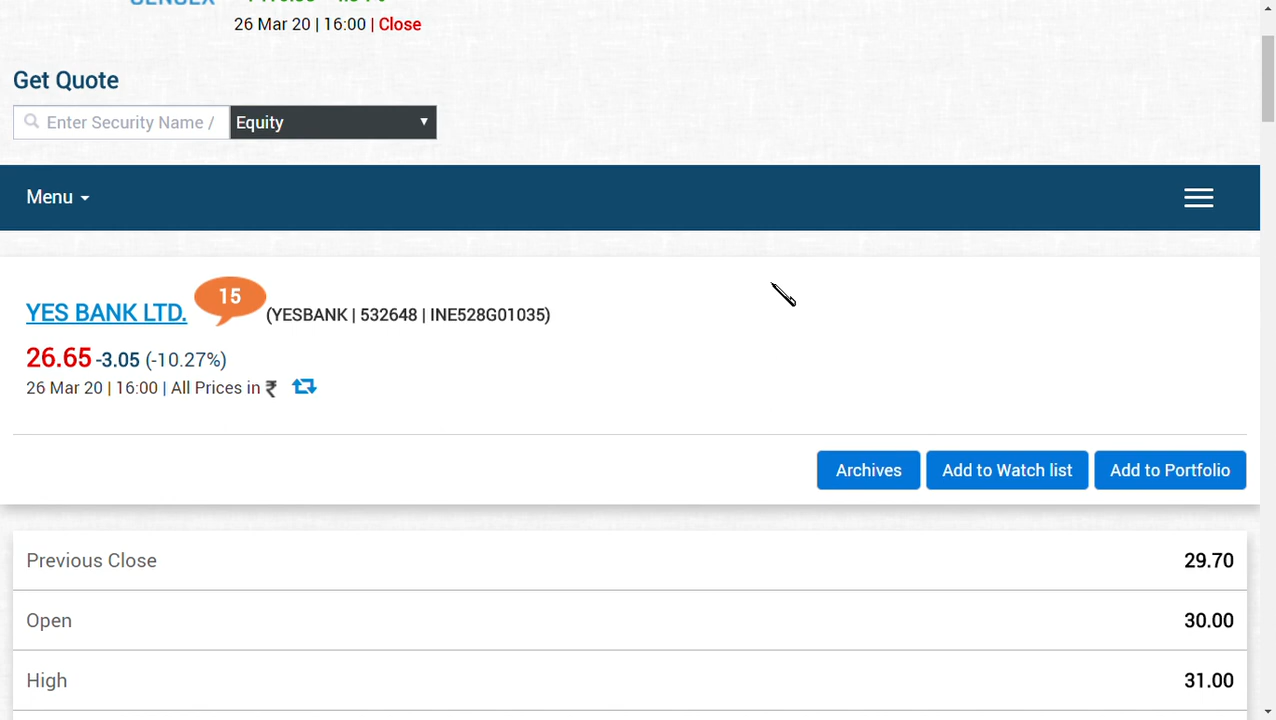 26 Mar 20 | 16:00 | Close
Get Quote
Enter Security Name /
Equity
Menu
YES BANK LTD.
15
(YESBANK | 532648 | INE528G01035)
26.65 -3.05 (-10.27%)
26 Mar 20 | 16:00 | All Prices in ₹
Archives
Add to Watch list
Add to Portfolio
Previous Close 29.70
Open 30.00
High 31.00